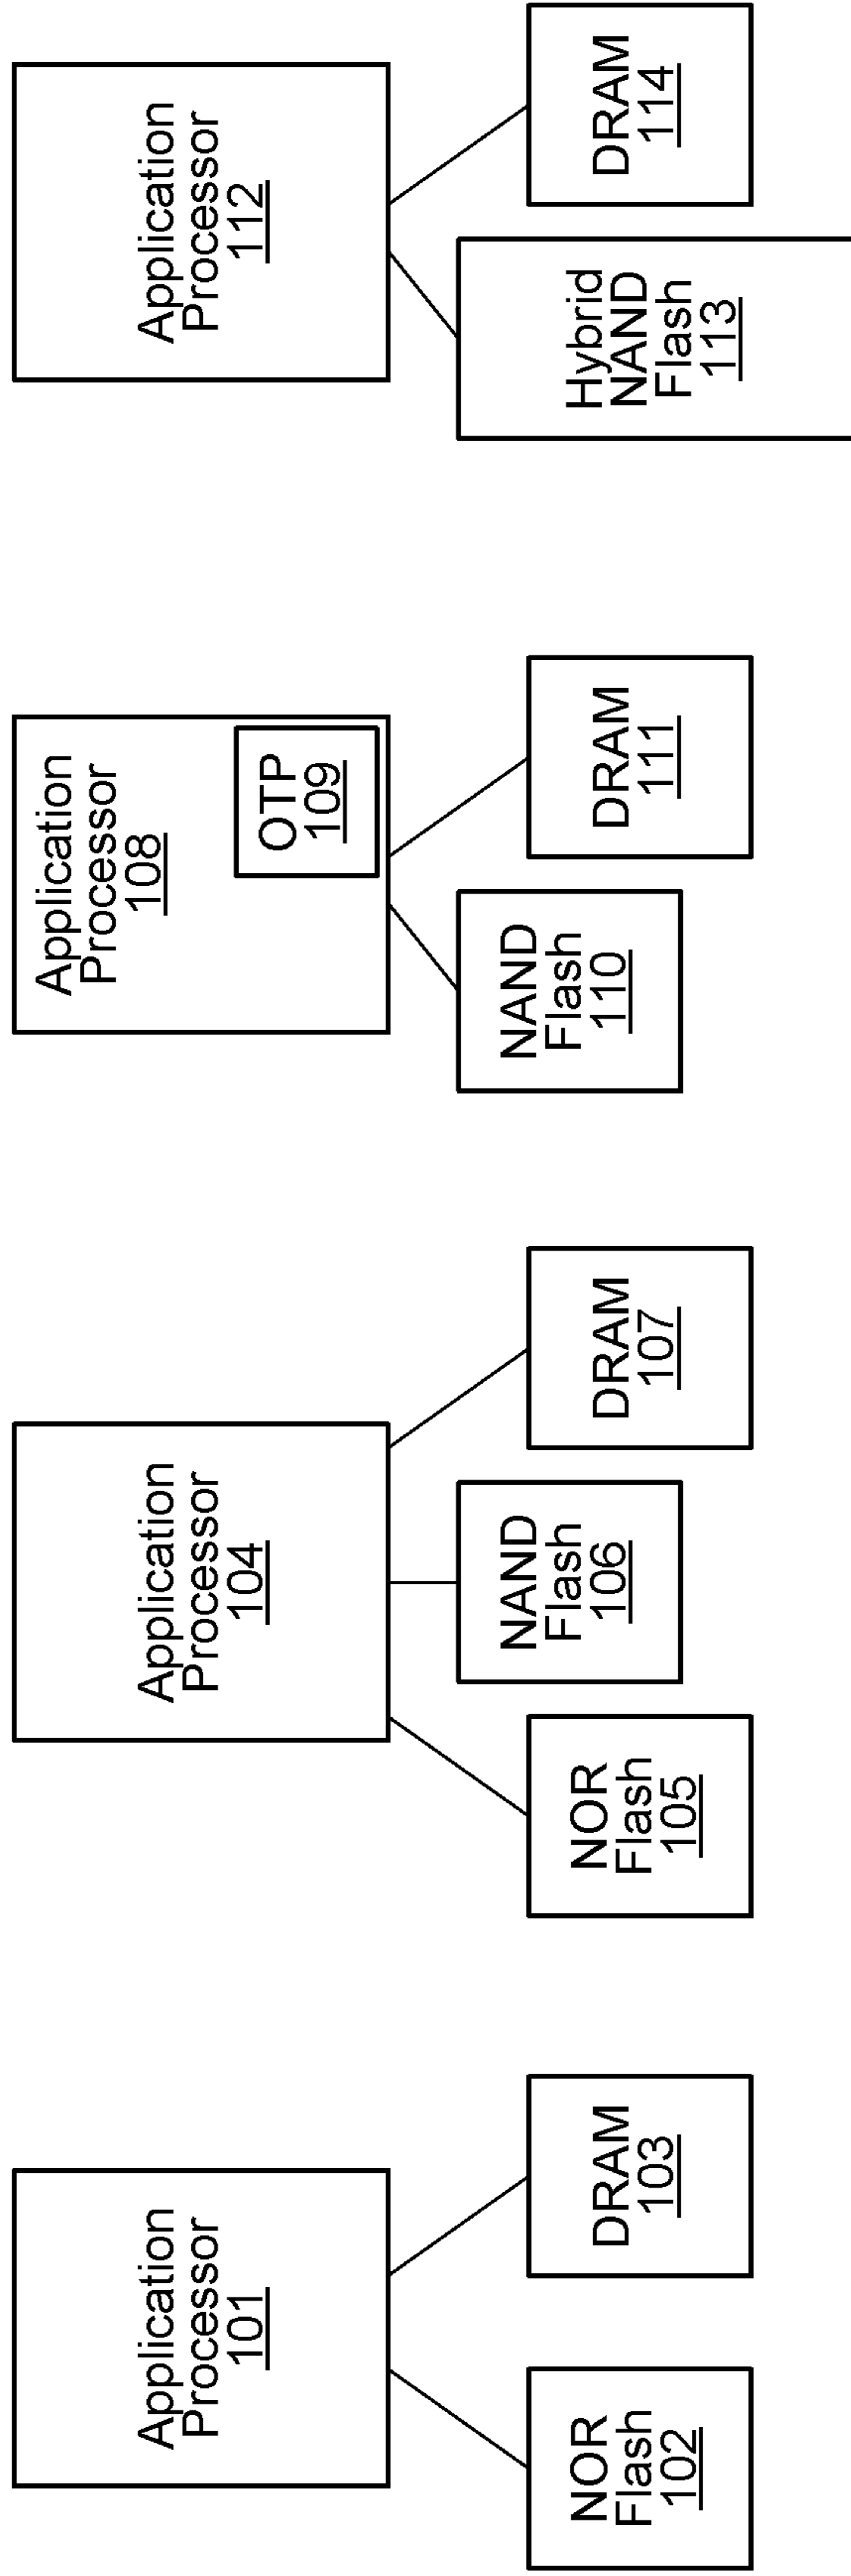 Application
Processor
101
NOR
Flash
102
DRAM
103
Application
Processor
104
NOR
Flash
105
NAND
Flash
106
DRAM
107
Application
Processor
108
OTP
109
NAND
Flash
110
DRAM
111
Application
Processor
112
Hybrid
NAND
Flash
113
DRAM
114